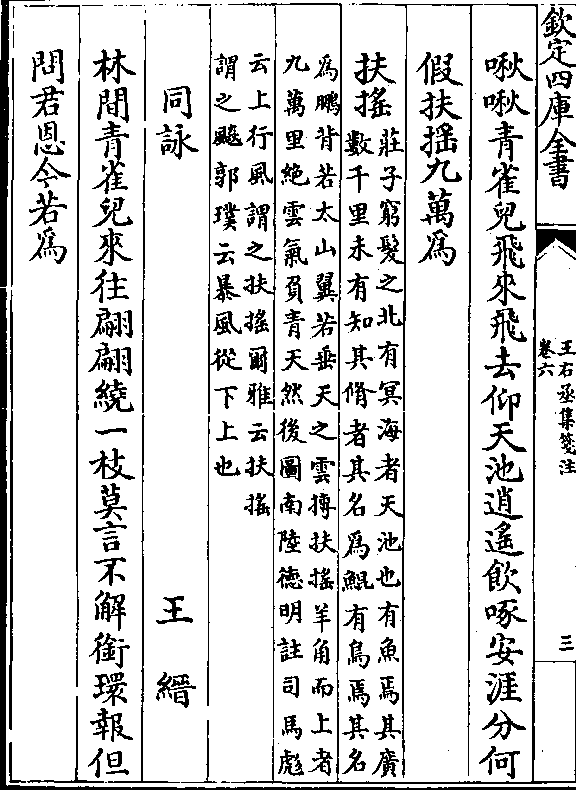 欽定四庫全書
王右丞集箋注
卷六
三
啾啾青雀兒飛來飛去仰天池逍遥飲啄安涯分何
假扶揺九萬爲
扶揺
莊子窮髮之北有冥海者天池也有魚焉其廣
數千里未有知其脩者其名爲鯤有鳥焉其名
爲鵬背若太山翼若垂天之雲摶扶揺羊角而上者
九萬里絶雲氣負青天然後圖南陸德明註司馬彪
云上行風謂之扶揺爾雅云扶揺
謂之飈郭璞云暴風從下上也
同詠 王縉
林間青雀兒來往翩翩繞一枝莫言不解銜環報但
問君恩今若爲